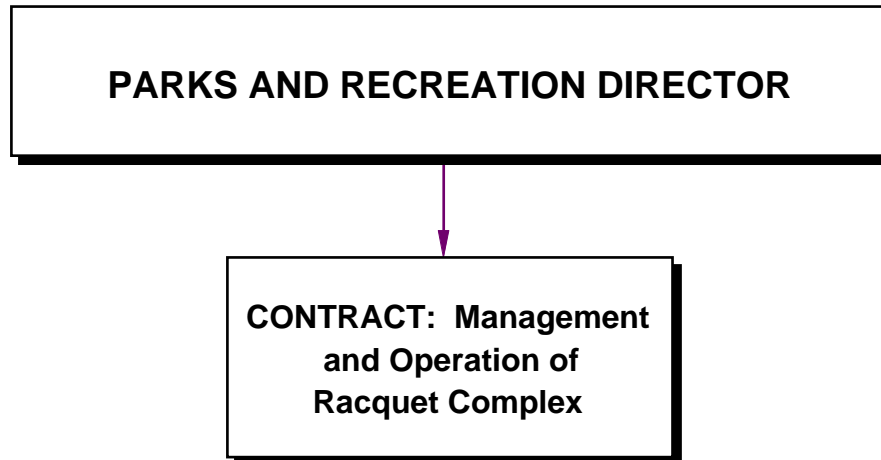 PARKS AND RECREATION DIRECTOR
CONTRACT:  Management
and Operation of
Racquet Complex